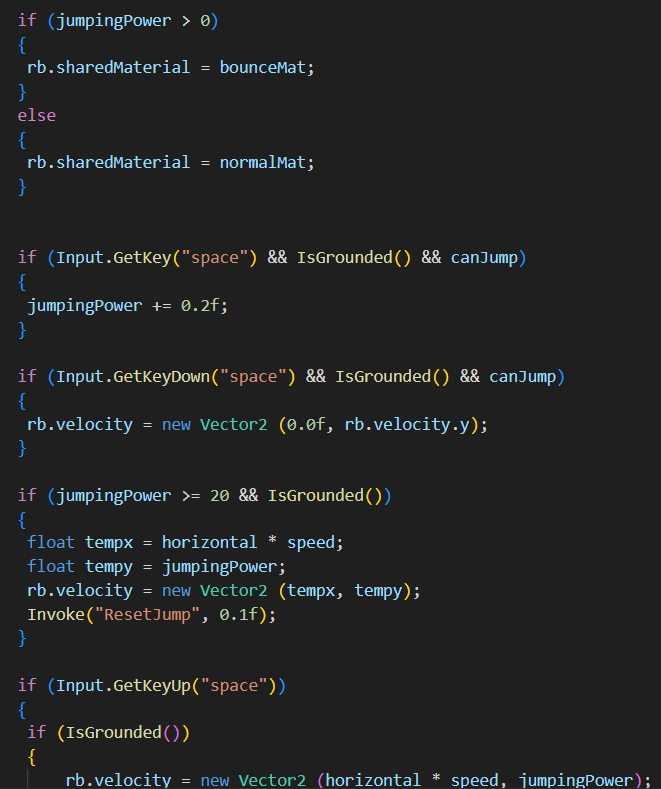 if (jumpingPower > 0)
{
rb.sharedMaterial = bounceMat;
}
else
{
rb.sharedMaterial = normalMat;
}
if (Input.GetKey("space") && IsGrounded() && canJump)
{
jumpingPower += 0.2f;
}
if (Input.GetKeyDown("space") && IsGrounded() && canJump)
{
rb.velocity = new Vector2 (0.0f, rb.velocity.y);
}
if (jumpingPower >= 20 && IsGrounded())
{
float tempx = horizontal * speed;
float tempy = jumpingPower;
rb.velocity = new Vector2 (tempx, tempy);
Invoke("ResetJump", 0.1f);
}
if (Input.GetKeyUp("space"))
{
if (IsGrounded())
{
rb.velocity = new Vector2 (horizontal * speed, jumpingPower);